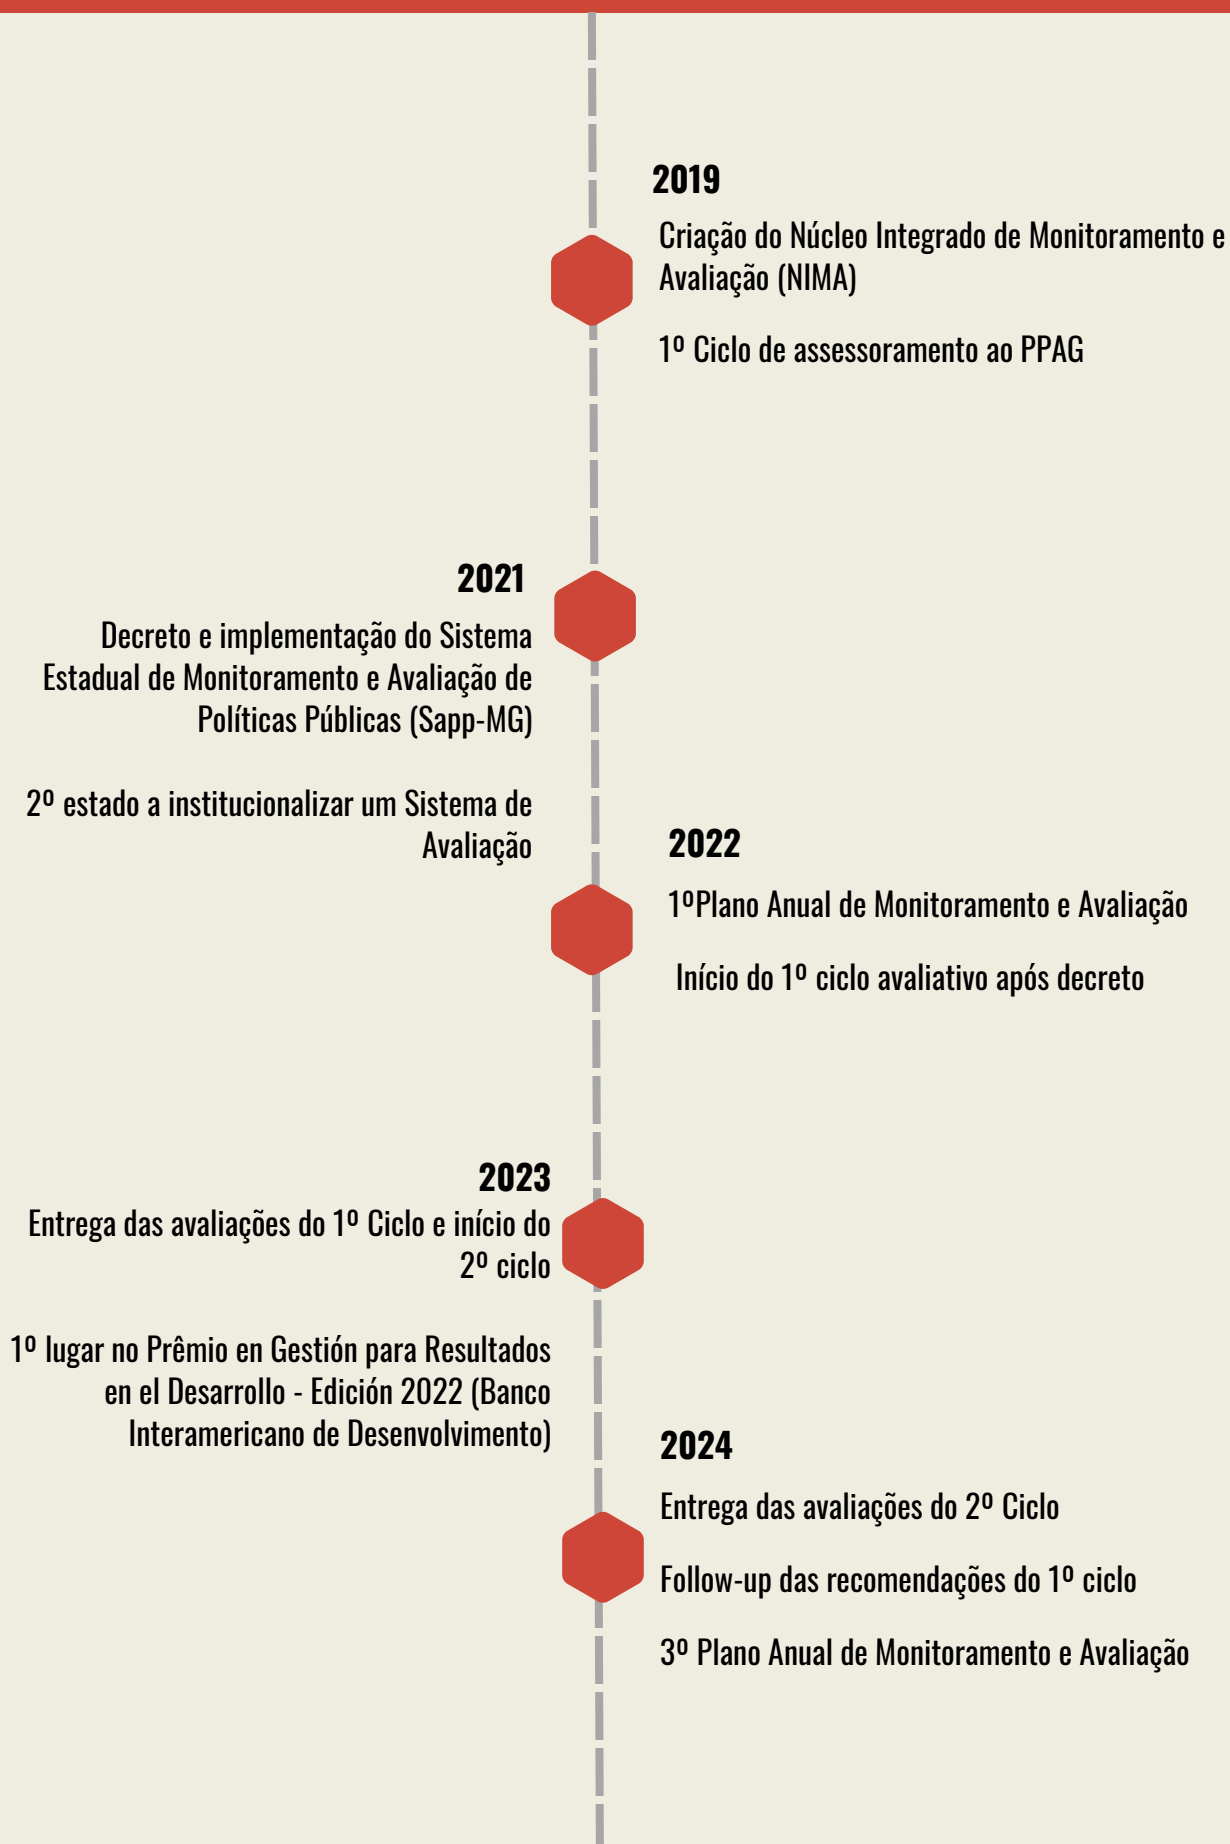 2019
Criação do Núcleo Integrado de Monitoramento e
Avaliação (NIMA)
1º Ciclo de assessoramento ao PPAG
2021
Decreto e implementação do Sistema
Estadual de Monitoramento e Avaliação de
Políticas Públicas (Sapp-MG)
2º estado a institucionalizar um Sistema de
Avaliação
2022
1ºPlano Anual de Monitoramento e Avaliação
Início do 1º ciclo avaliativo após decreto
2023
Entrega das avaliações do 1º Ciclo e início do
2º ciclo
1º lugar no Prêmio en Gestión para Resultados
en el Desarrollo - Edición 2022 (Banco
Interamericano de Desenvolvimento)
2024
Entrega das avaliações do 2º Ciclo
Follow-up das recomendações do 1º ciclo
3º Plano Anual de Monitoramento e Avaliação